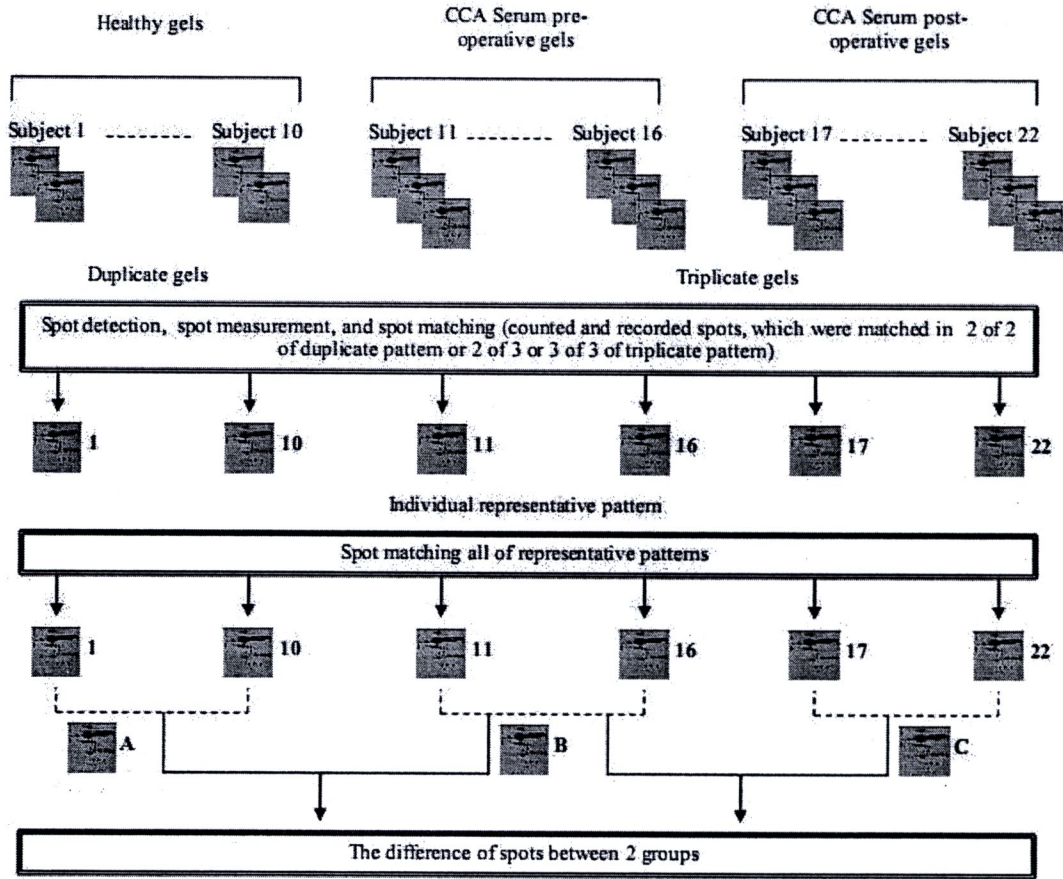 Healthy gels
CCA Serum pre-
operative gels
CCA Serum post-
operative gels
Subject 1
Subject 10
Subject 11
Subject 16
Subject 17
Subject 22
Duplicate gels
Triplicate gels
Spot detection, spot measurement, and spot matching (counted and recorded spots, which were matched in 2 of 2
of duplicate pattern or 2 of 3 or 3 of 3 of triplicate pattern)
1
10
11
16
17
22
Individual representative pattern
Spot matching all of representative patterns
1
10
11
16
17
22
A
B
C
The difference of spots between 2 groups